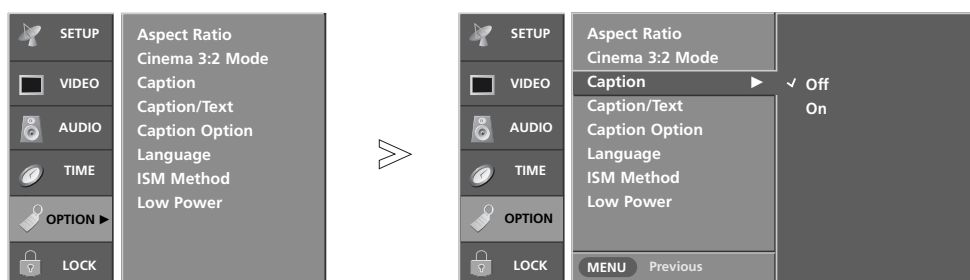 SETUP
VIDEO
AUDIO
TIME
OPTION ►
LOCK
Aspect Ratio
Cinema 3:2 Mode
Caption
Caption/Text
Caption Option
Language
ISM Method
Low Power
SETUP
VIDEO
AUDIO
TIME
OPTION
LOCK
Aspect Ratio
Cinema 3:2 Mode
Caption ►
Caption/Text
Caption Option
Language
ISM Method
Low Power
MENU Previous
✓ Off
On